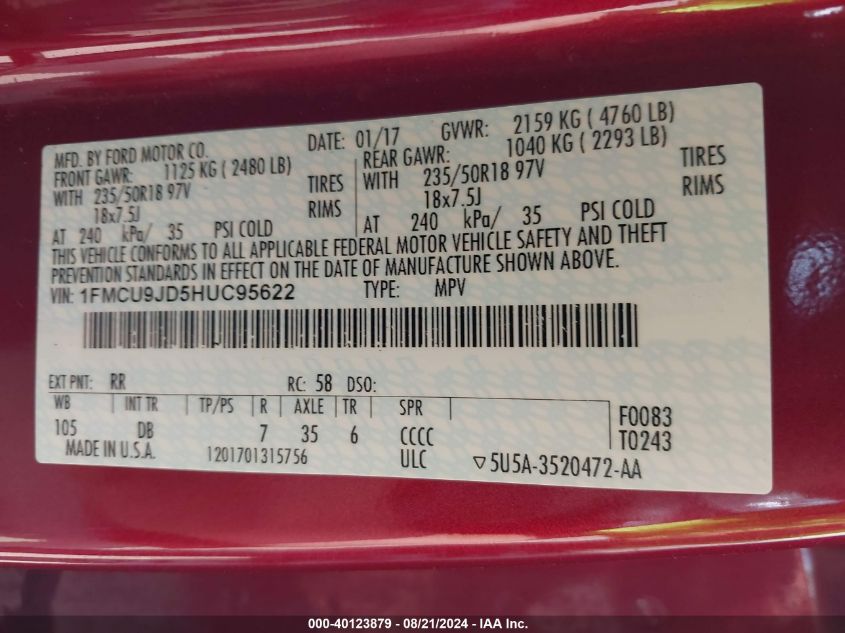 MFD. BY FORD MOTOR CO. DATE: 01/17 GVWR: 2159 KG ( 4760 LB)
FRONT GAWR: 1125 KG ( 2480 LB) REAR GAWR: 1040 KG ( 2293 LB)
WITH 235/50R18 97V TIRES WITH 235/50R18 97V TIRES
18x7.5J RIMS 18x7.5J RIMS
AT 240 kPa/ 35 PSI COLD AT 240 kPa/ 35 PSI COLD
THIS VEHICLE CONFORMS TO ALL APPLICABLE FEDERAL MOTOR VEHICLE SAFETY AND THEFT
PREVENTION STANDARDS IN EFFECT ON THE DATE OF MANUFACTURE SHOWN ABOVE.
VIN: 1FMCU9JD5HUC95622 TYPE: MPV
EXT PNT: RR RC: 58 DSO:
WB INT TR TP/PS R AXLE TR SPR F0083
105 DB 7 35 6 CCCC T0243
MADE IN U.S.A. 1201701315756 ULC ▽5U5A-3520472-AA
000-40123879 - 08/21/2024 - IAA Inc.